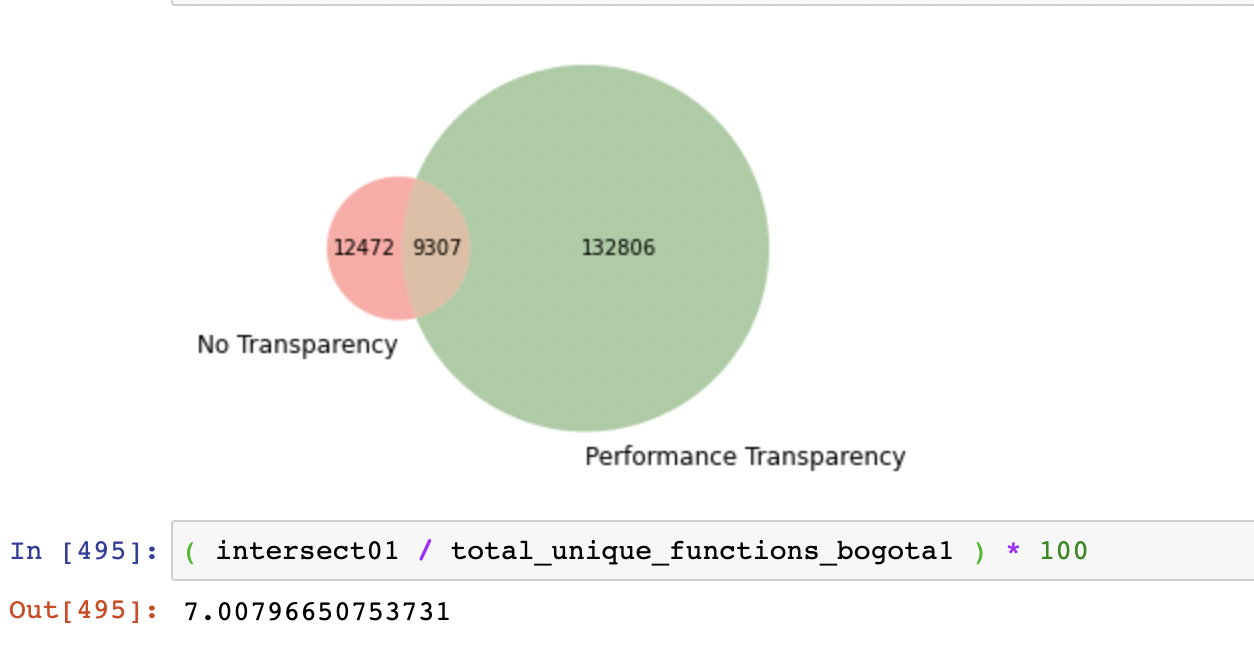 12472 9307 132806
No Transparency
Performance Transparency
In [495]: ( intersect01 / total_unique_functions_bogota1 ) * 100
Out[495]: 7.00796650753731